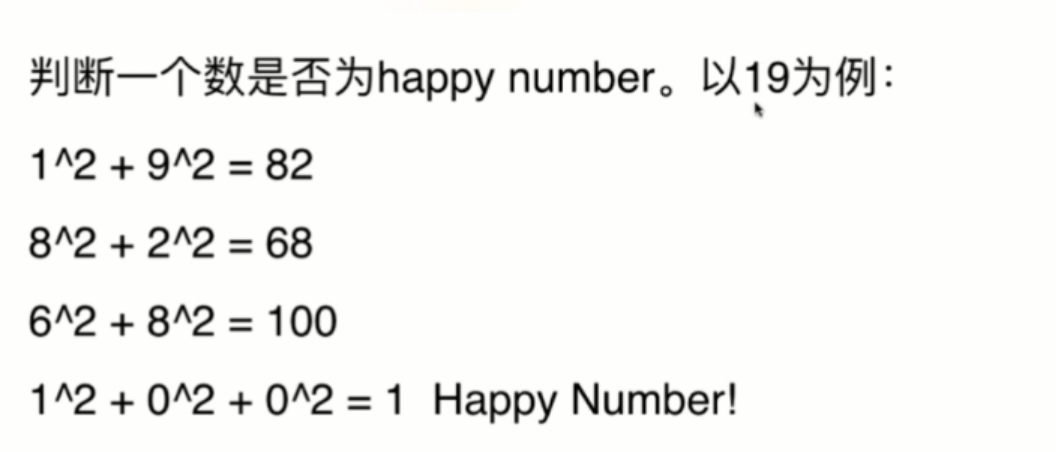 判断一个数是否为happy number。以19为例：
1^2 + 9^2 = 82
8^2 + 2^2 = 68
6^2 + 8^2 = 100
1^2 + 0^2 + 0^2 = 1  Happy Number!